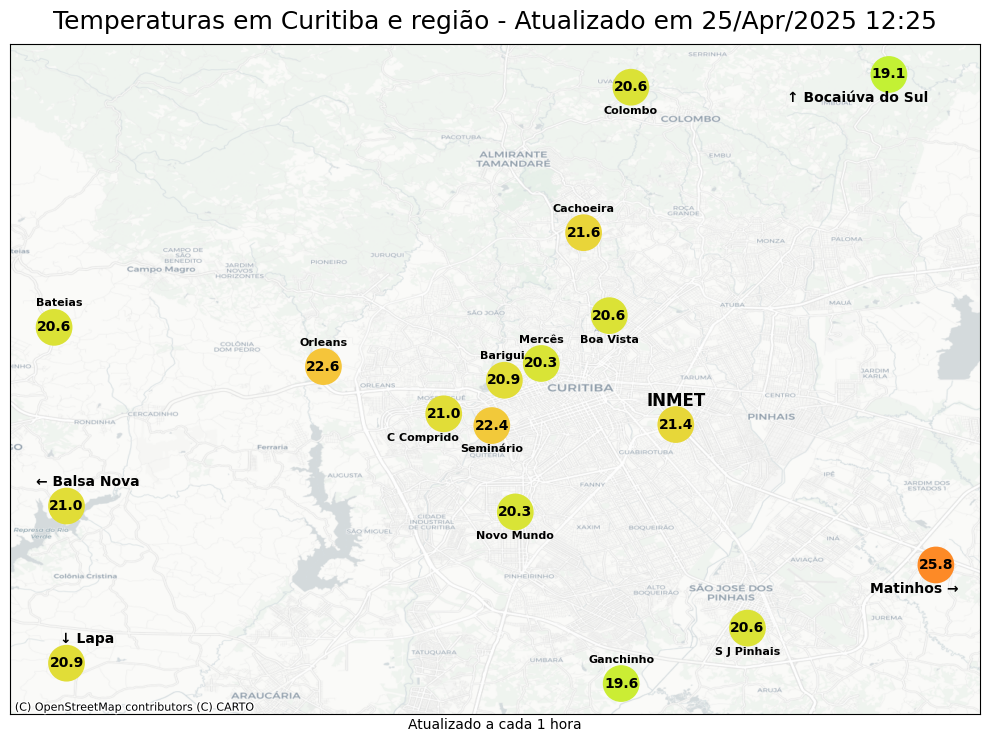 Temperaturas em Curitiba e região - Atualizado em 25/Apr/2025 12:25
SERRINHA
20.6
Colombo
19.1
↑ Bocaiúva do Sul
COLOMBO
PACOTUBA
ALMIRANTE
TAMANDARÉ
EMBU
Cachoeira
21.6
ROÇA
GRANDE
MONZA
PALOMA
CAMPO DE
SÃO
BENEDITO
Campo Magro
JARDIM
NOVOS
HORIZONTES
PIONEIRO
JURUQUI
Bateias
20.6
SÃO JOÃO
ATUBA
MAUÁ
20.6
Boa Vista
COLÔNIA
DOM PEDRO
Orleans
22.6
ORLEANS
Mercês
20.3
Barigui
20.9
CURITIBA
TARUMÃ
JARDIM
KARLA
CENTRO
PINHAIS
INMET
21.4
21.0
C Comprido
22.4
Seminário
CERCADINHO
RONDINHA
Ferraria
GUABIROTUBA
AUGUSTA
FANNY
IPÊ
JARDIM DOS
ESTADOS I
← Balsa Nova
21.0
Represa do Rio
Verde
20.3
Novo Mundo
CIDADE
INDUSTRIAL
DE CURITIBA
SÃO MIGUEL
XAXIM
BOQUEIRÃO
AVIAÇÃO
INÁ
25.8
Matinhos →
Colônia Cristina
PINHEIRINHO
ALTO
BOQUEIRÃO
SÃO JOSÉ DOS
PINHAIS
JUREMA
20.6
S J Pinhais
↓ Lapa
20.9
TATUQUARA
UMBARÁ
Ganchinho
19.6
ARUJÁ
ARAUCÁRIA
(C) OpenStreetMap contributors (C) CARTO
Atualizado a cada 1 hora